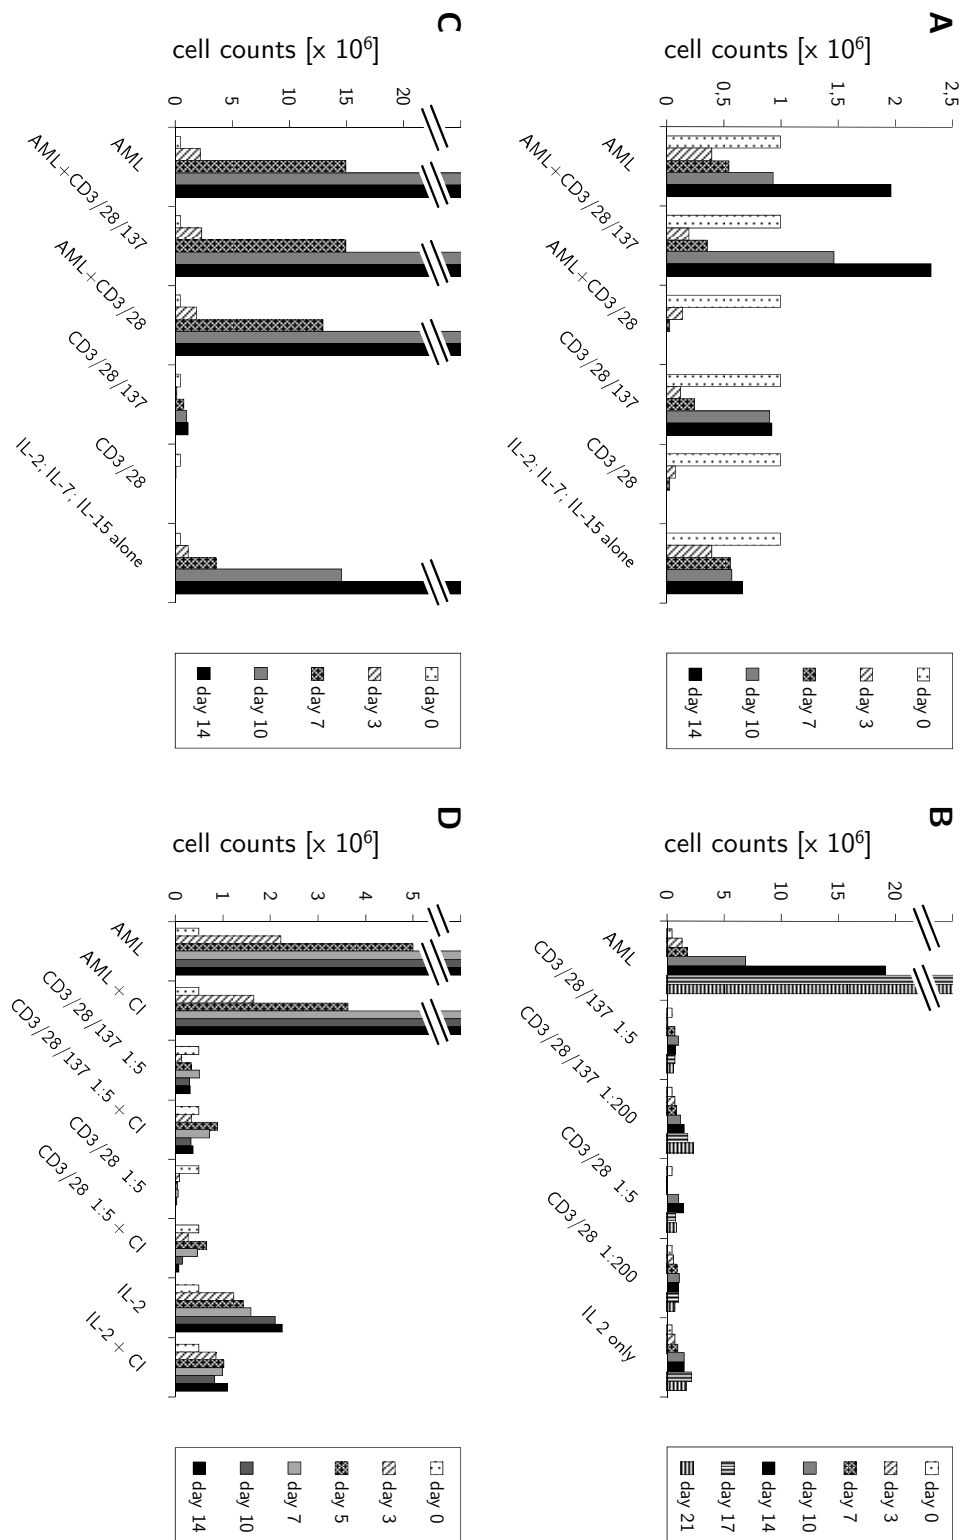 A
cell counts [x 10⁶]
0
0,5
1
1,5
2
2,5
AML
AML+CD3/28/137
AML+CD3/28
CD3/28/137
CD3/28
IL-2; IL-7; IL-15 alone
day 0
day 3
day 7
day 10
day 14
B
cell counts [x 10⁶]
0
5
10
15
20
AML
CD3/28/137 1:5
CD3/28/137 1:200
CD3/28 1:5
CD3/28 1:200
IL 2 only
day 0
day 3
day 7
day 10
day 14
day 17
day 21
C
cell counts [x 10⁶]
0
5
10
15
20
AML
AML+CD3/28/137
AML+CD3/28
CD3/28/137
CD3/28
IL-2; IL-7; IL-15 alone
day 0
day 3
day 7
day 10
day 14
D
cell counts [x 10⁶]
0
1
2
3
4
5
AML
AML + CI
CD3/28/137 1:5
CD3/28/137 1:5 + CI
CD3/28 1:5
CD3/28 1:5 + CI
IL-2
IL-2 + CI
day 0
day 3
day 5
day 7
day 10
day 14